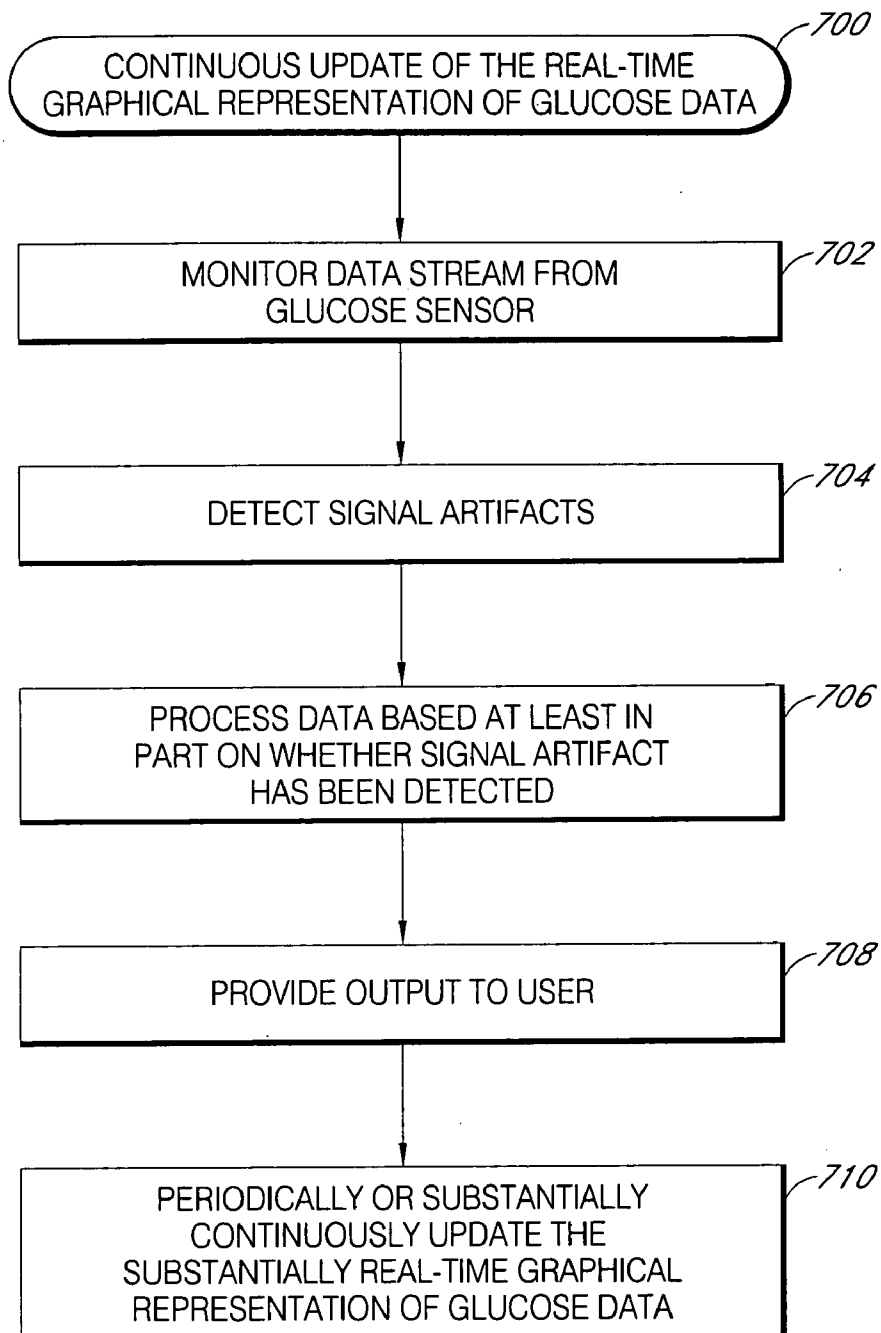 700
CONTINUOUS UPDATE OF THE REAL-TIME
GRAPHICAL REPRESENTATION OF GLUCOSE DATA
702
MONITOR DATA STREAM FROM
GLUCOSE SENSOR
704
DETECT SIGNAL ARTIFACTS
706
PROCESS DATA BASED AT LEAST IN
PART ON WHETHER SIGNAL ARTIFACT
HAS BEEN DETECTED
708
PROVIDE OUTPUT TO USER
710
PERIODICALLY OR SUBSTANTIALLY
CONTINUOUSLY UPDATE THE
SUBSTANTIALLY REAL-TIME GRAPHICAL
REPRESENTATION OF GLUCOSE DATA